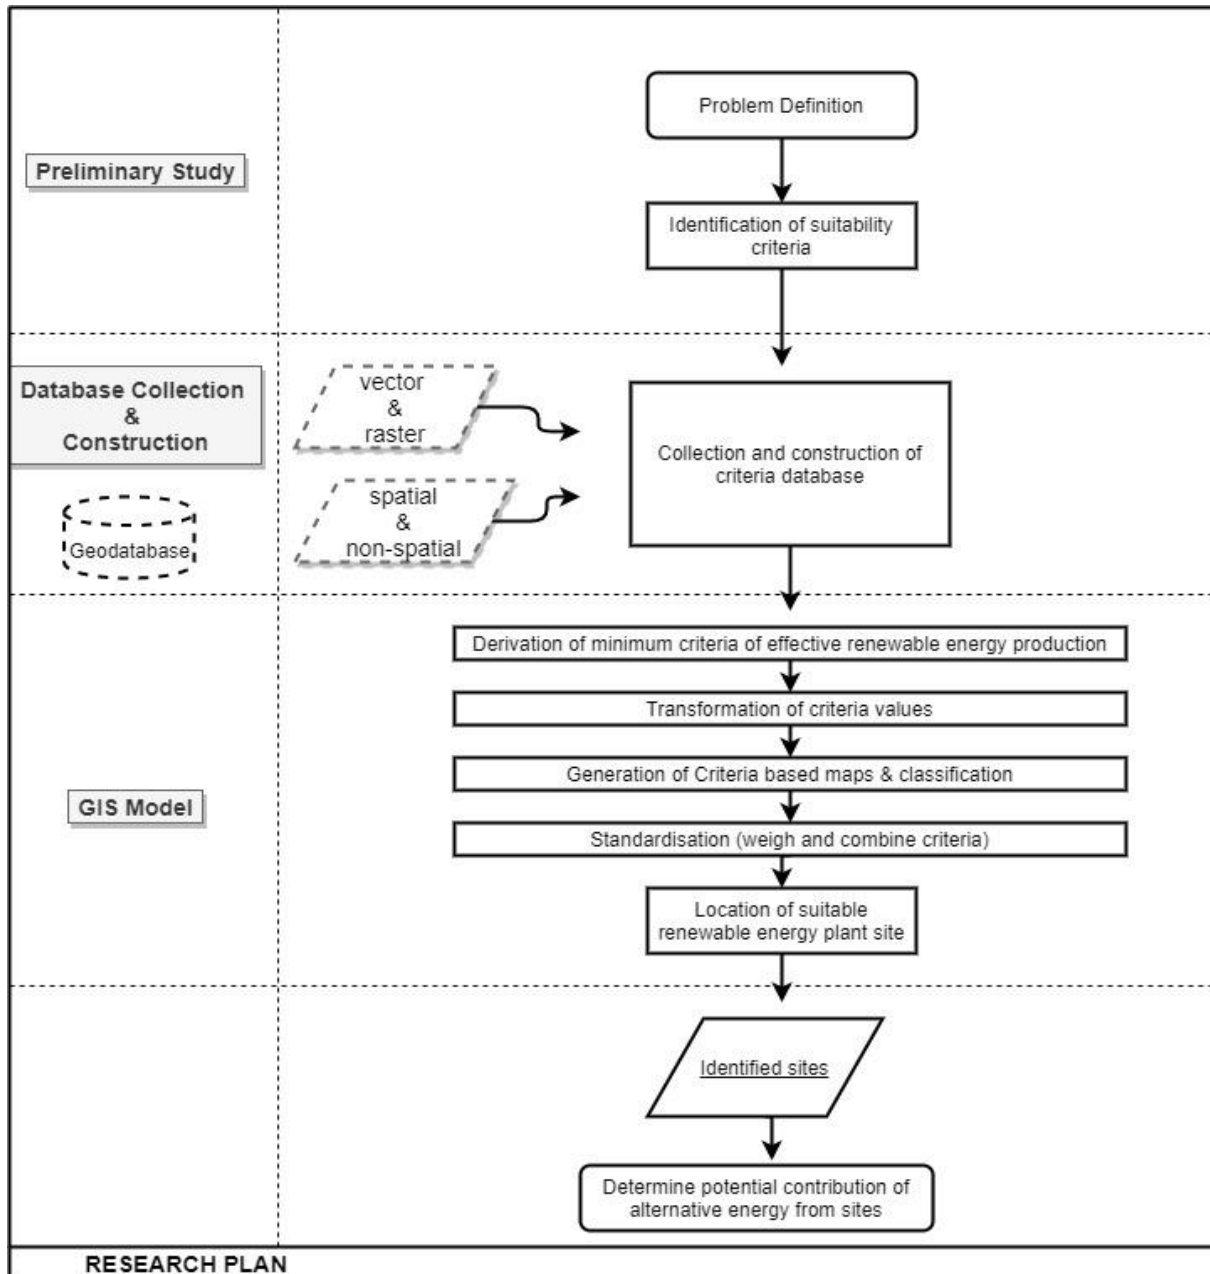 Problem Definition
Preliminary Study
Identification of suitability
criteria
Database Collection
&
Construction
vector
&
raster
Collection and construction of
criteria database
spatial
&
non-spatial
Geodatabase
Derivation of minimum criteria of effective renewable energy production
Transformation of criteria values
Generation of Criteria based maps & classification
GIS Model
Standardisation (weigh and combine criteria)
Location of suitable
renewable energy plant site
Identified sites
Determine potential contribution of
alternative energy from sites
RESEARCH PLAN